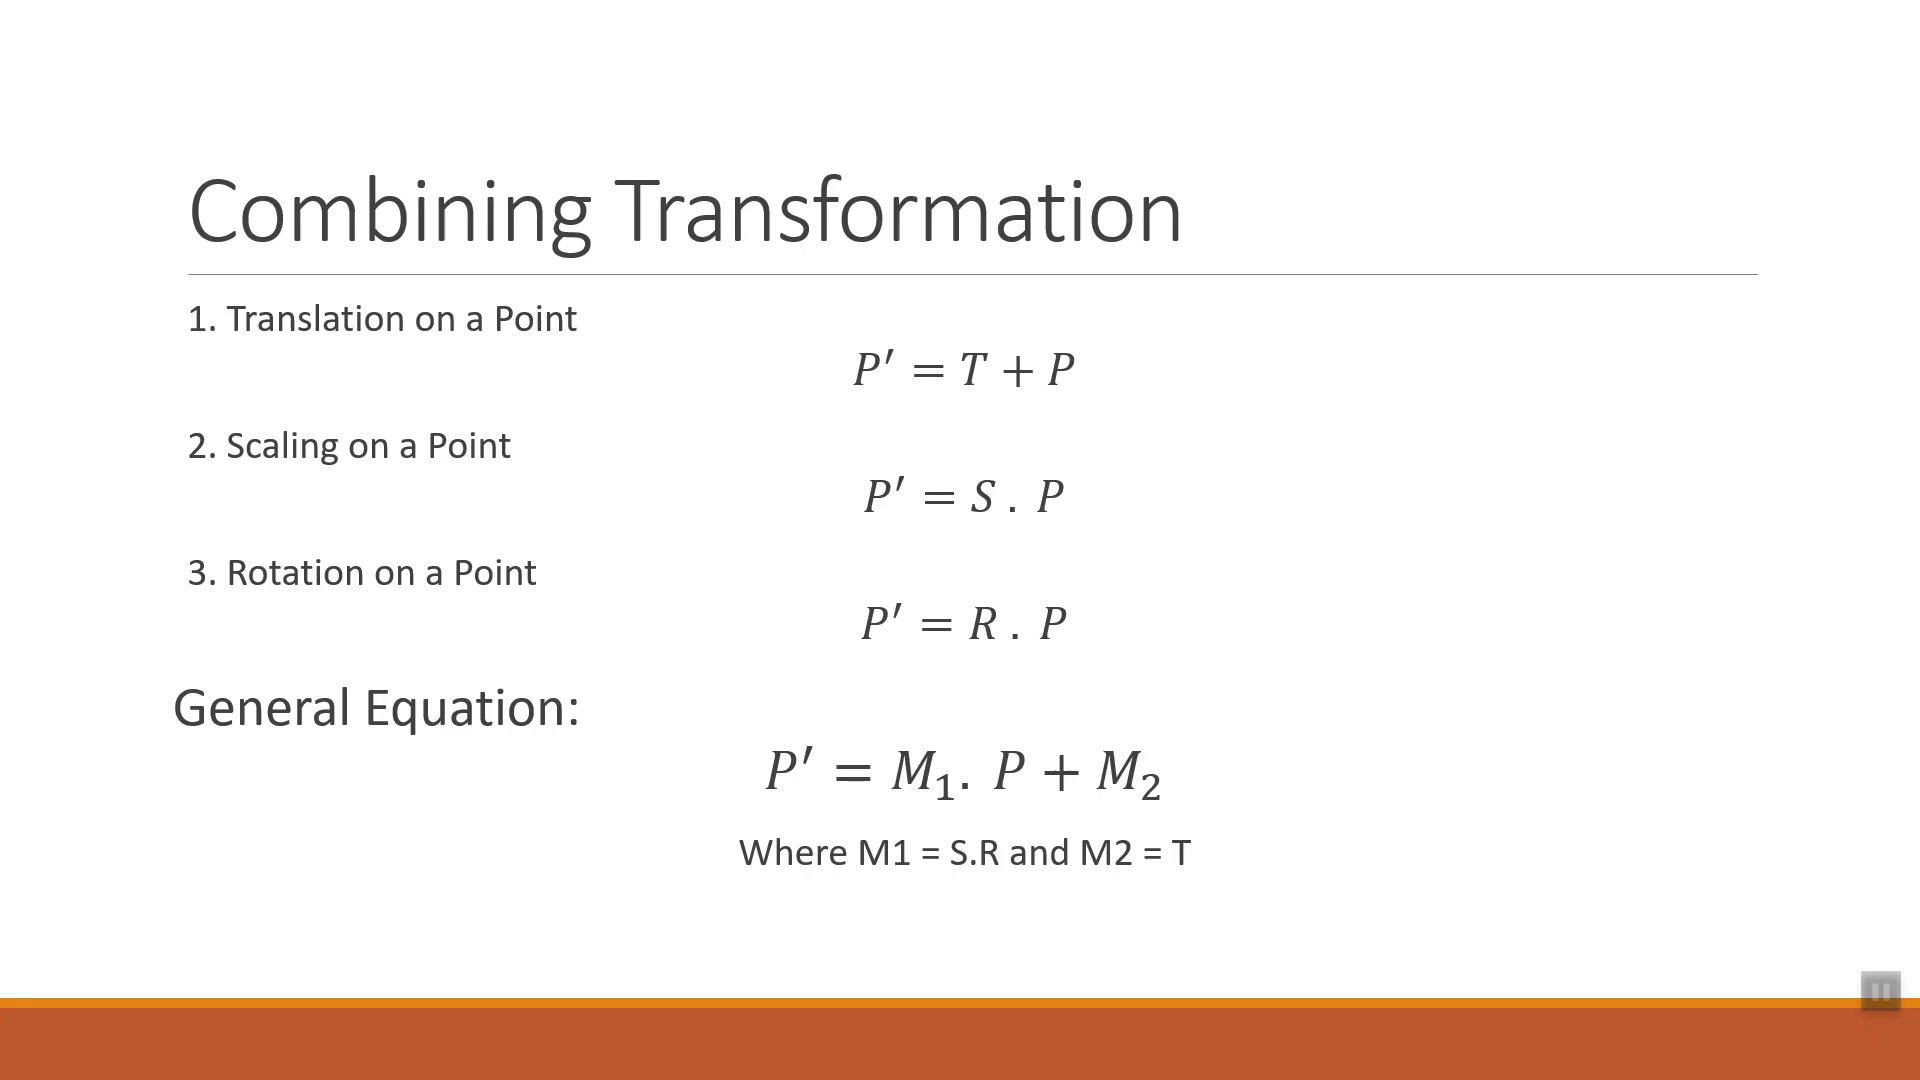 Combining Transformation
1. Translation on a Point
𝑃′ = 𝑇 + 𝑃
2. Scaling on a Point
𝑃′ = 𝑆 . 𝑃
3. Rotation on a Point
𝑃′ = 𝑅 . 𝑃
General Equation:
𝑃′ = 𝑀₁. 𝑃 + 𝑀₂
Where M1 = S.R and M2 = T